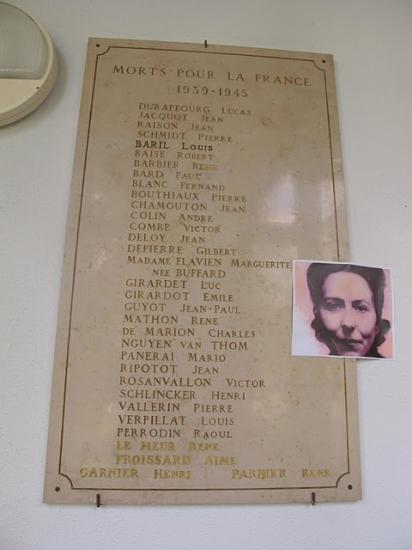 MORTS POUR LA FRANCE
1939-1945
DURAFFOURG LUCAS
JACQUOT JEAN
RAISON JEAN
SCHMIDT PIERRE
BARIL LOUIS
BAISE ROBERT
BARBIER RENE
BARD PAUL
BLANC FERNAND
BOUTHIAUX PIERRE
CHAMOUTON JEAN
COLIN ANDRE
COMBE VICTOR
DELOY JEAN
DEPIERRE GILBERT
MADAME FLAVIEN MARGUERITE
NEE BUFFARD
GIRARDET LUC
GIRARDOT EMILE
GUYOT JEAN-PAUL
MATHON RENE
DE MARION CHARLES
NGUYEN VAN THOM
PANERAI MARIO
RIPOTOT JEAN
ROSANVALLON VICTOR
SCHLINCKER HENRI
VALLERIN PIERRE
VERPILLAT LOUIS
PERRODIN RAOUL
LE MEUR RENE
FROISSARD AIME
GARNIER HENRI PARNIER RENE